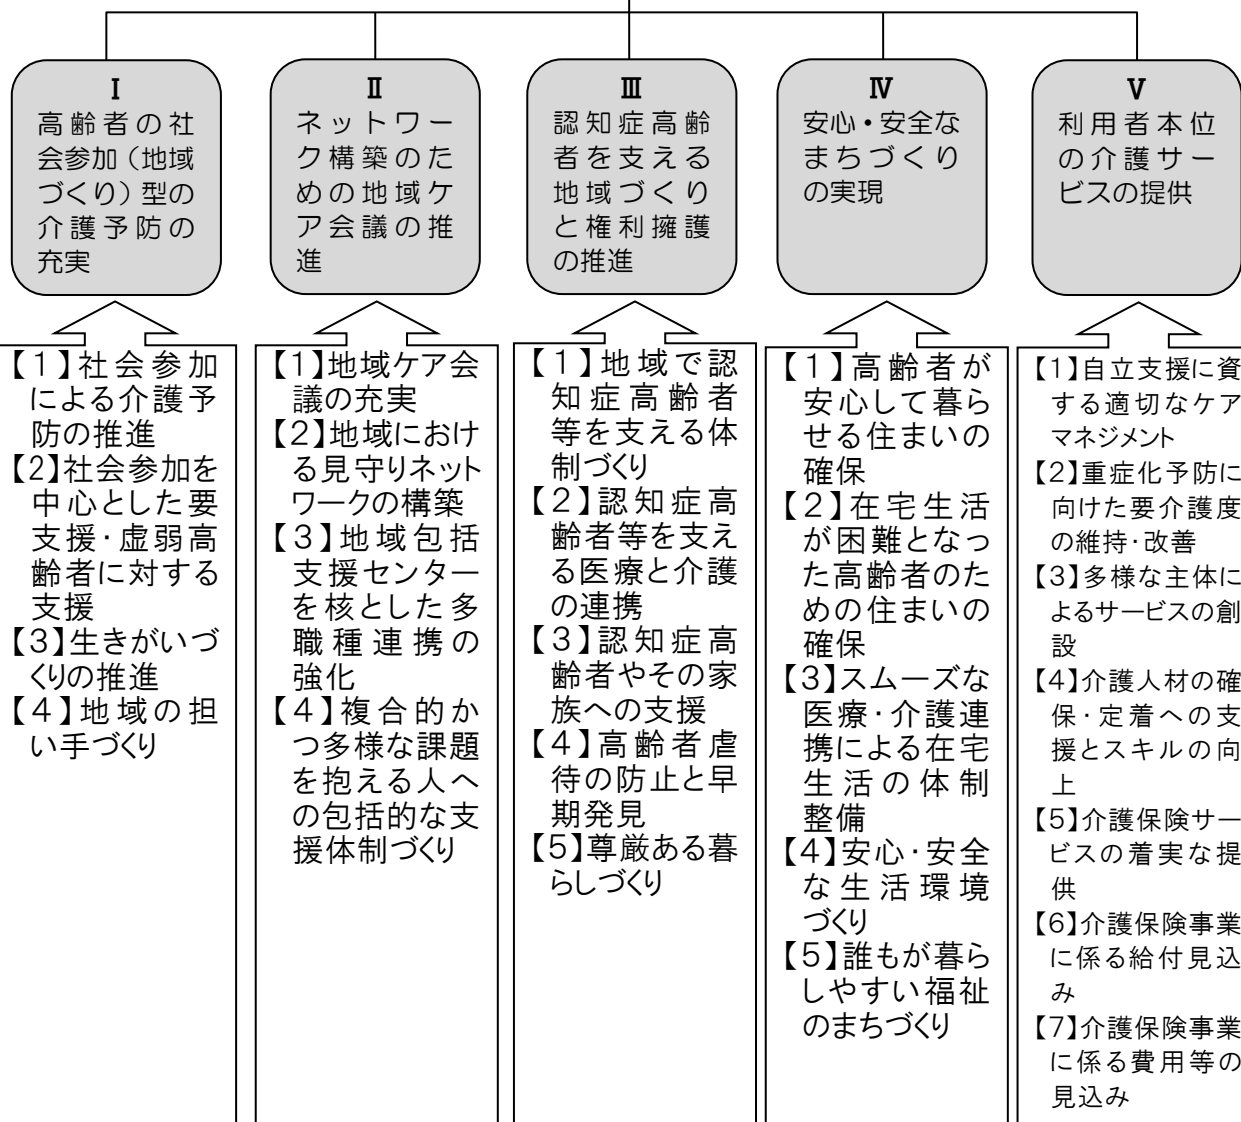 Ⅰ
高齢者の社
会参加（地域
づくり）型の
介護予防の
充実
Ⅱ
ネットワー
ク構築のた
めの地域ケ
ア会議の推
進
Ⅲ
認知症高齢
者を支える
地域づくり
と権利擁護
の推進
Ⅳ
安心・安全な
まちづくり
の実現
Ⅴ
利用者本位
の介護サー
ビスの提供
【１】社会参加
による介護予
防の推進
【2】社会参加を
中心とした要
支援・虚弱高
齢者に対する
支援
【３】生きがいづ
くりの推進
【４】地域の担
い手づくり
【１】地域ケア会
議の充実
【２】地域におけ
る見守りネット
ワークの構築
【３】地域包括
支援センター
を核とした多
職種連携の
強化
【４】複合的か
つ多様な課題
を抱える人へ
の包括的な支
援体制づくり
【１】地域で認
知症高齢者
等を支える体
制づくり
【２】認知症高
齢者等を支え
る医療と介護
の連携
【３】認知症高
齢者やその家
族への支援
【４】高齢者虐
待の防止と早
期発見
【５】尊厳ある暮
らしづくり
【１】高齢者が
安心して暮ら
せる住まいの
確保
【２】在宅生活
が困難となっ
た高齢者のた
めの住まいの
確保
【３】スムーズな
医療・介護連
携による在宅
生活の体制
整備
【４】安心・安全
な生活環境
づくり
【５】誰もが暮ら
しやすい福祉
のまちづくり
【１】自立支援に資
する適切なケア
マネジメント
【２】重症化予防に
向けた要介護度
の維持・改善
【３】多様な主体に
よるサービスの創
設
【４】介護人材の確
保・定着への支
援とスキルの向
上
【５】介護保険サー
ビスの着実な提
供
【６】介護保険事業
に係る給付見込
み
【７】介護保険事業
に係る費用等の
見込み